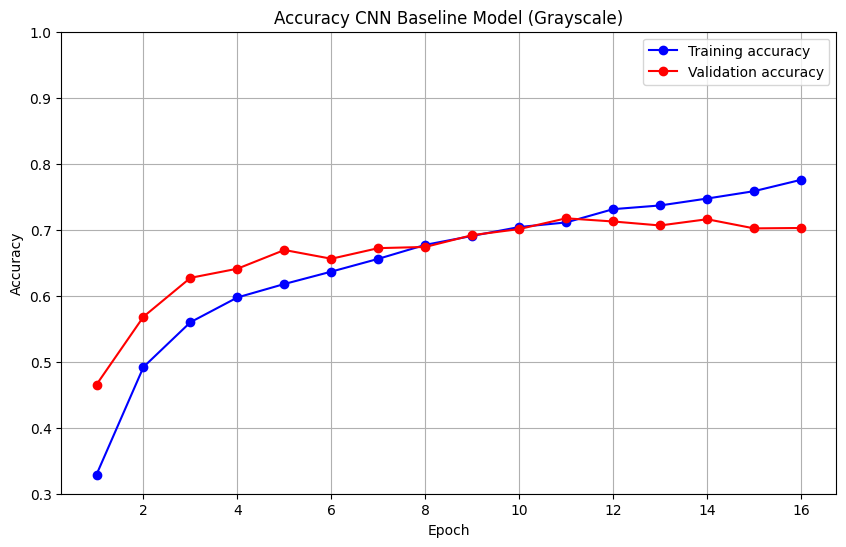 Accuracy CNN Baseline Model (Grayscale)
Training accuracy
Validation accuracy
Accuracy
1.0
0.9
0.8
0.7
0.6
0.5
0.4
0.3
2 4 6 8 10 12 14 16
Epoch